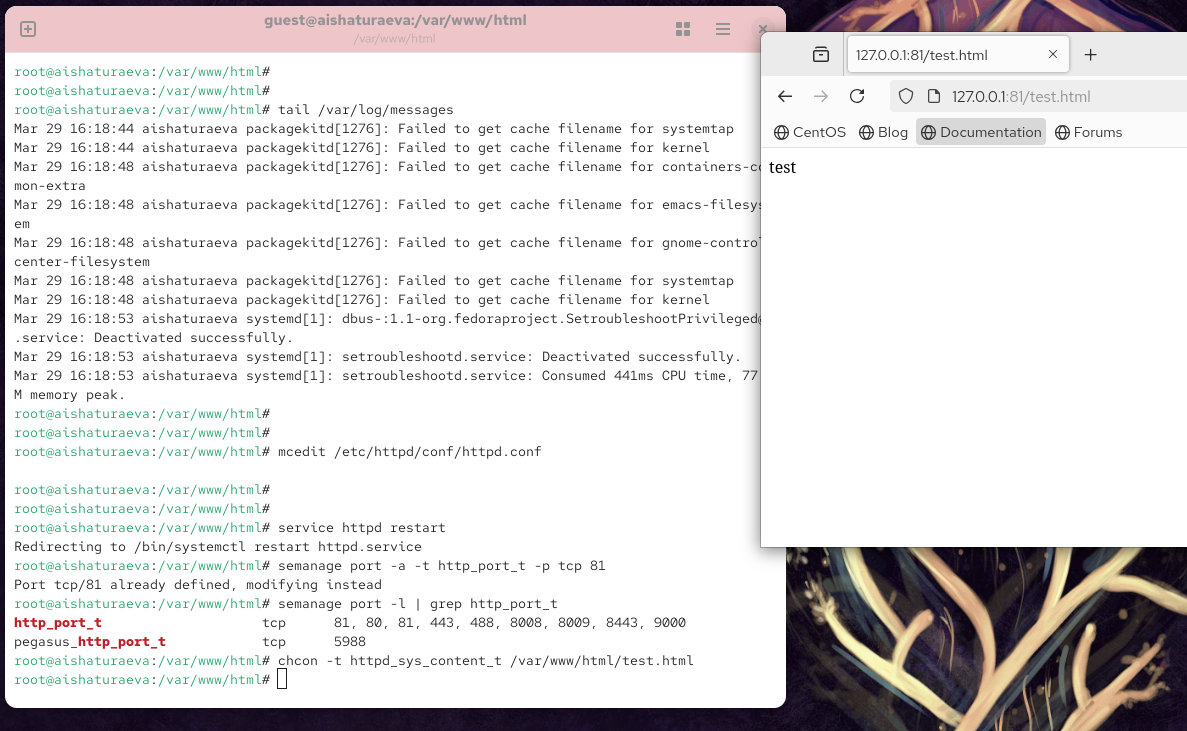 guest@aishaturaeva:/var/www/html
/var/www/html
root@aishaturaeva:/var/www/html#
root@aishaturaeva:/var/www/html#
root@aishaturaeva:/var/www/html# tail /var/log/messages
Mar 29 16:18:44 aishaturaeva packagekitd[1276]: Failed to get cache filename for systemtap
Mar 29 16:18:44 aishaturaeva packagekitd[1276]: Failed to get cache filename for kernel
Mar 29 16:18:48 aishaturaeva packagekitd[1276]: Failed to get cache filename for containers-c
mon-extra
Mar 29 16:18:48 aishaturaeva packagekitd[1276]: Failed to get cache filename for emacs-filesy
em
Mar 29 16:18:48 aishaturaeva packagekitd[1276]: Failed to get cache filename for gnome-contro
center-filesystem
Mar 29 16:18:48 aishaturaeva packagekitd[1276]: Failed to get cache filename for systemtap
Mar 29 16:18:48 aishaturaeva packagekitd[1276]: Failed to get cache filename for kernel
Mar 29 16:18:53 aishaturaeva systemd[1]: dbus-:1.1-org.fedoraproject.SetroubleshootPrivileged@
.service: Deactivated successfully.
Mar 29 16:18:53 aishaturaeva systemd[1]: setroubleshootd.service: Deactivated successfully.
Mar 29 16:18:53 aishaturaeva systemd[1]: setroubleshootd.service: Consumed 441ms CPU time, 77
M memory peak.
root@aishaturaeva:/var/www/html#
root@aishaturaeva:/var/www/html#
root@aishaturaeva:/var/www/html# mcedit /etc/httpd/conf/httpd.conf
root@aishaturaeva:/var/www/html#
root@aishaturaeva:/var/www/html#
root@aishaturaeva:/var/www/html# service httpd restart
Redirecting to /bin/systemctl restart httpd.service
root@aishaturaeva:/var/www/html# semanage port -a -t http_port_t -p tcp 81
Port tcp/81 already defined, modifying instead
root@aishaturaeva:/var/www/html# semanage port -l | grep http_port_t
http_port_t tcp 81, 80, 81, 443, 488, 8008, 8009, 8443, 9000
pegasus_http_port_t tcp 5988
root@aishaturaeva:/var/www/html# chcon -t httpd_sys_content_t /var/www/html/test.html
root@aishaturaeva:/var/www/html#
127.0.0.1:81/test.html
127.0.0.1:81/test.html
CentOS Blog Documentation Forums
test